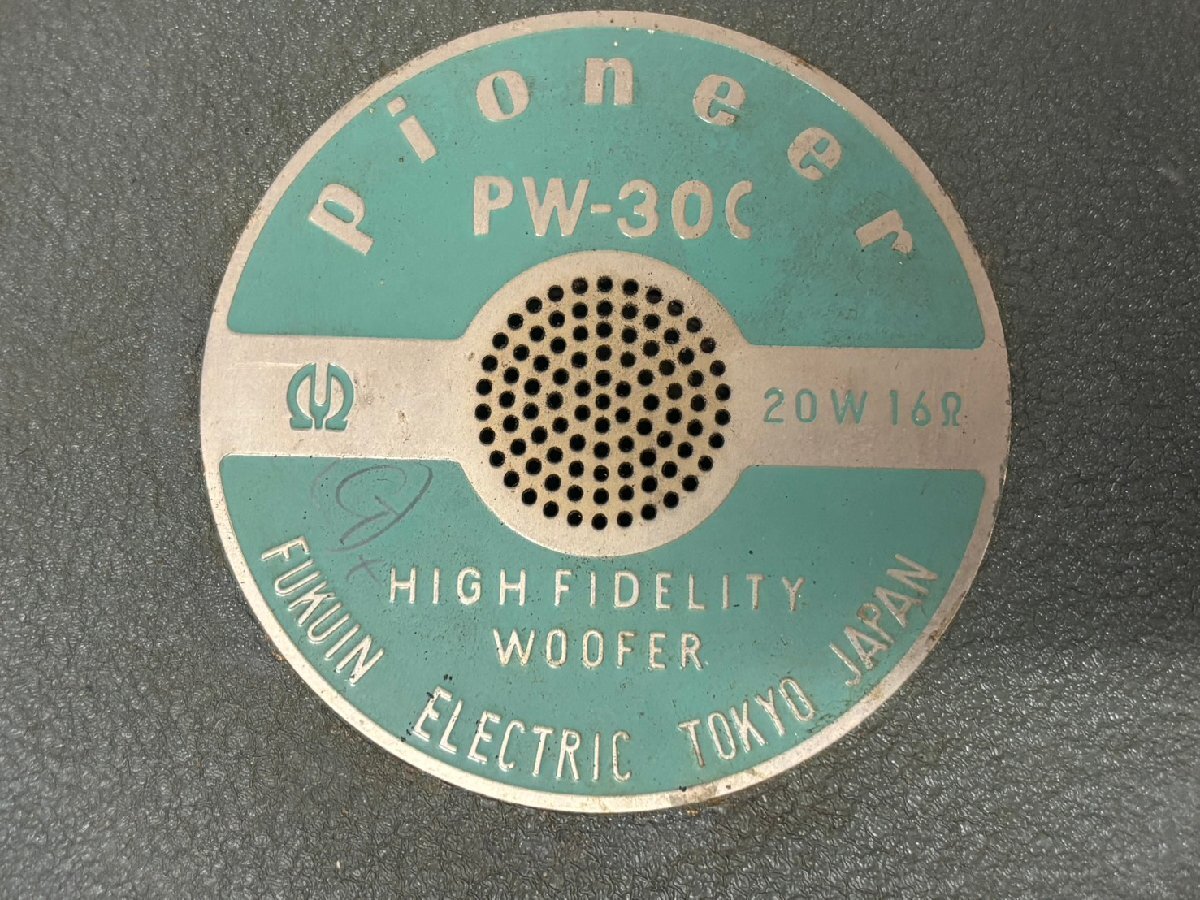 pioneer
PW-30C
20W 16Ω
HIGH FIDELITY
WOOFER
FUKUIN ELECTRIC TOKYO JAPAN